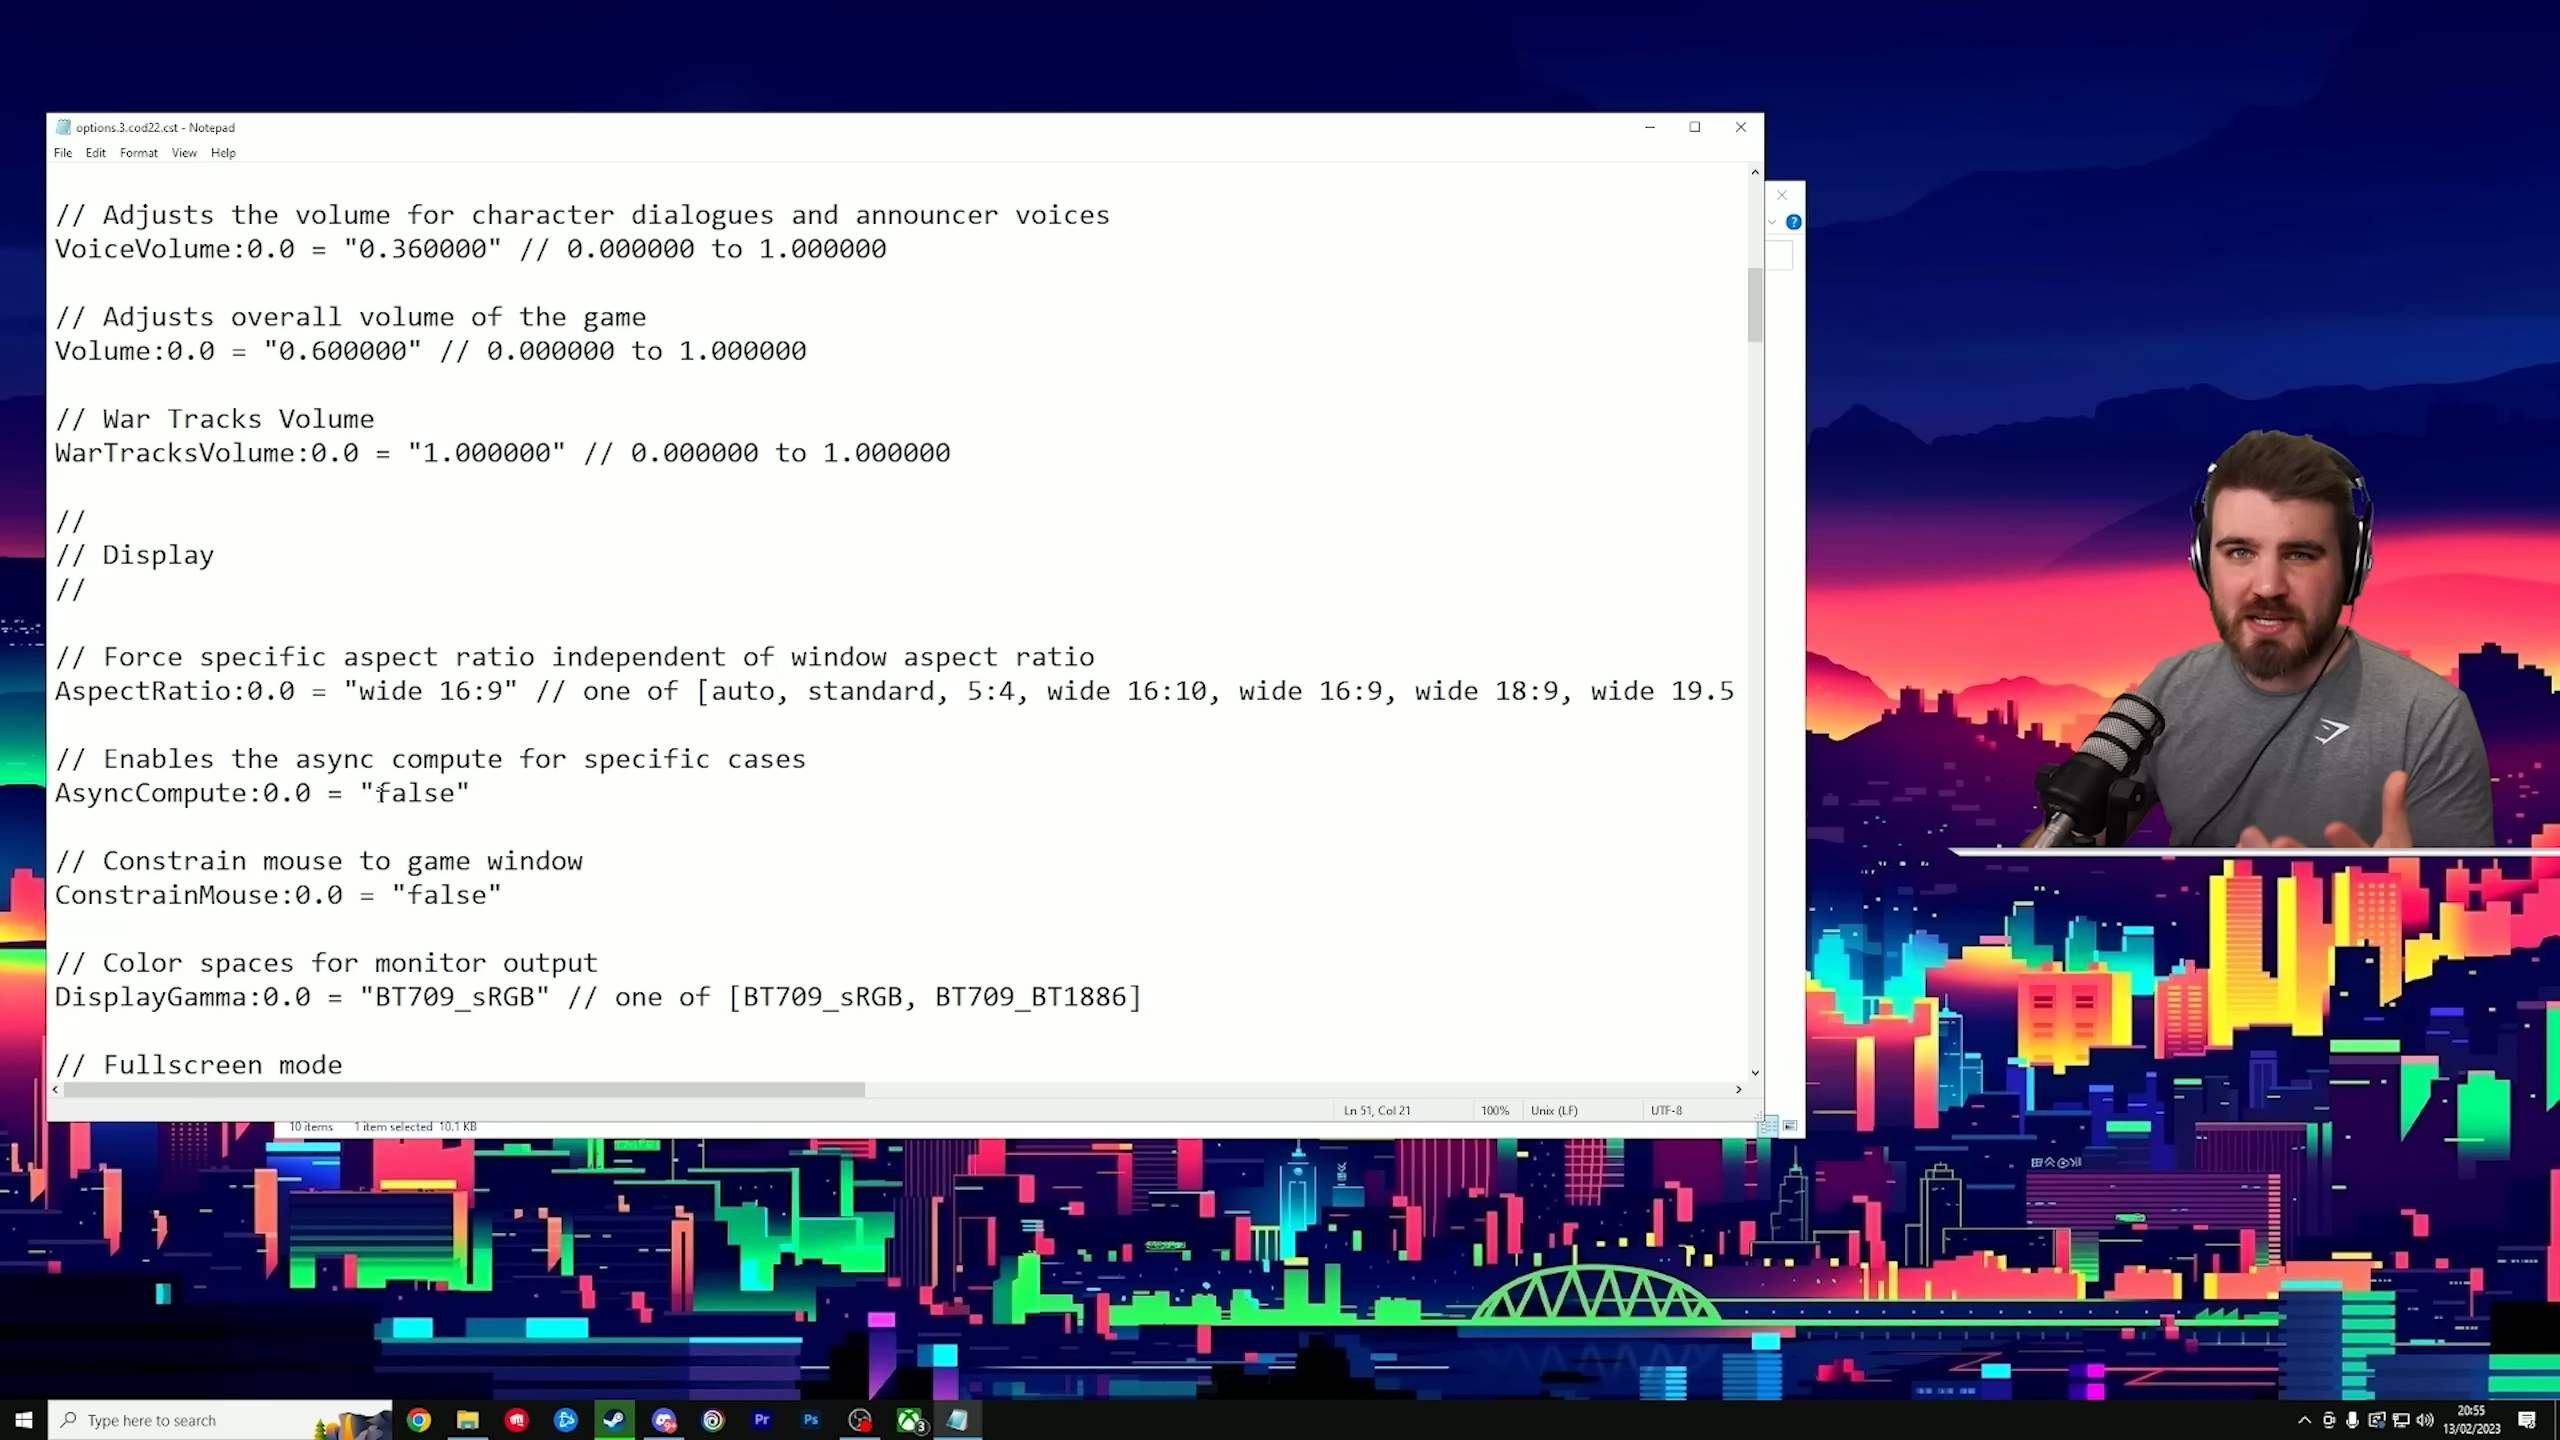 options.3.cod22.cst - Notepad
File Edit Format View Help
// Adjusts the volume for character dialogues and announcer voices
VoiceVolume:0.0 = "0.360000" // 0.000000 to 1.000000
// Adjusts overall volume of the game
Volume:0.0 = "0.600000" // 0.000000 to 1.000000
// War Tracks Volume
WarTracksVolume:0.0 = "1.000000" // 0.000000 to 1.000000
//
// Display
//
// Force specific aspect ratio independent of window aspect ratio
AspectRatio:0.0 = "wide 16:9" // one of [auto, standard, 5:4, wide 16:10, wide 16:9, wide 18:9, wide 19.5
// Enables the async compute for specific cases
AsyncCompute:0.0 = "false"
// Constrain mouse to game window
ConstrainMouse:0.0 = "false"
// Color spaces for monitor output
DisplayGamma:0.0 = "BT709_sRGB" // one of [BT709_sRGB, BT709_BT1886]
// Fullscreen mode
Ln 51, Col 21 100% Unix (LF) UTF-8
10 items 1 item selected 10.1 KB
Type here to search
Pr
Ps
3
20:55
13/02/2023